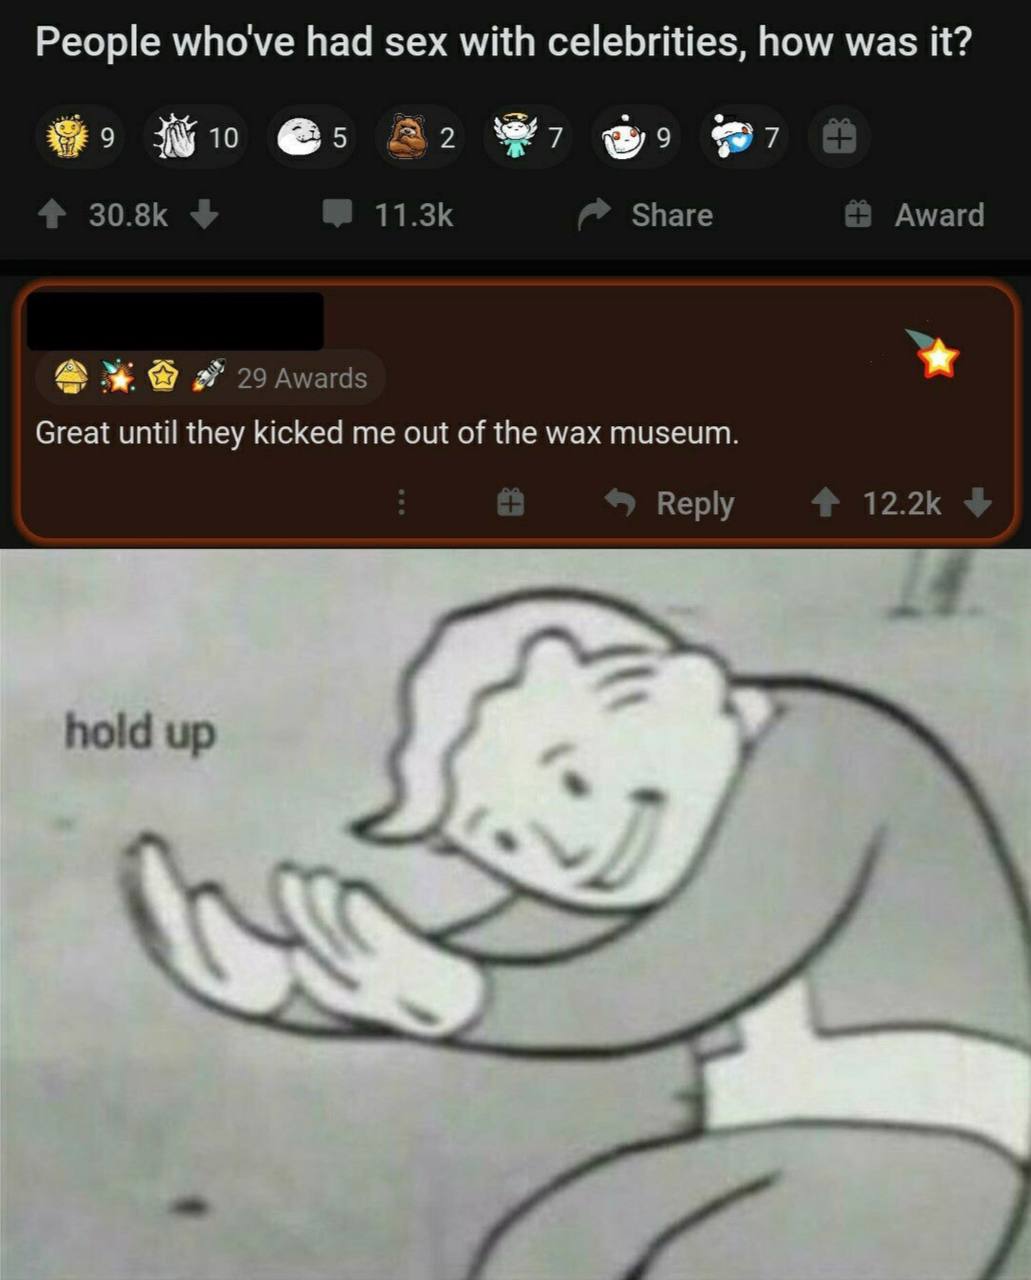 People who've had sex with celebrities, how was it?
9 10 5 2 7 9 7
30.8k 11.3k Share Award
29 Awards
Great until they kicked me out of the wax museum.
Reply 12.2k
hold up